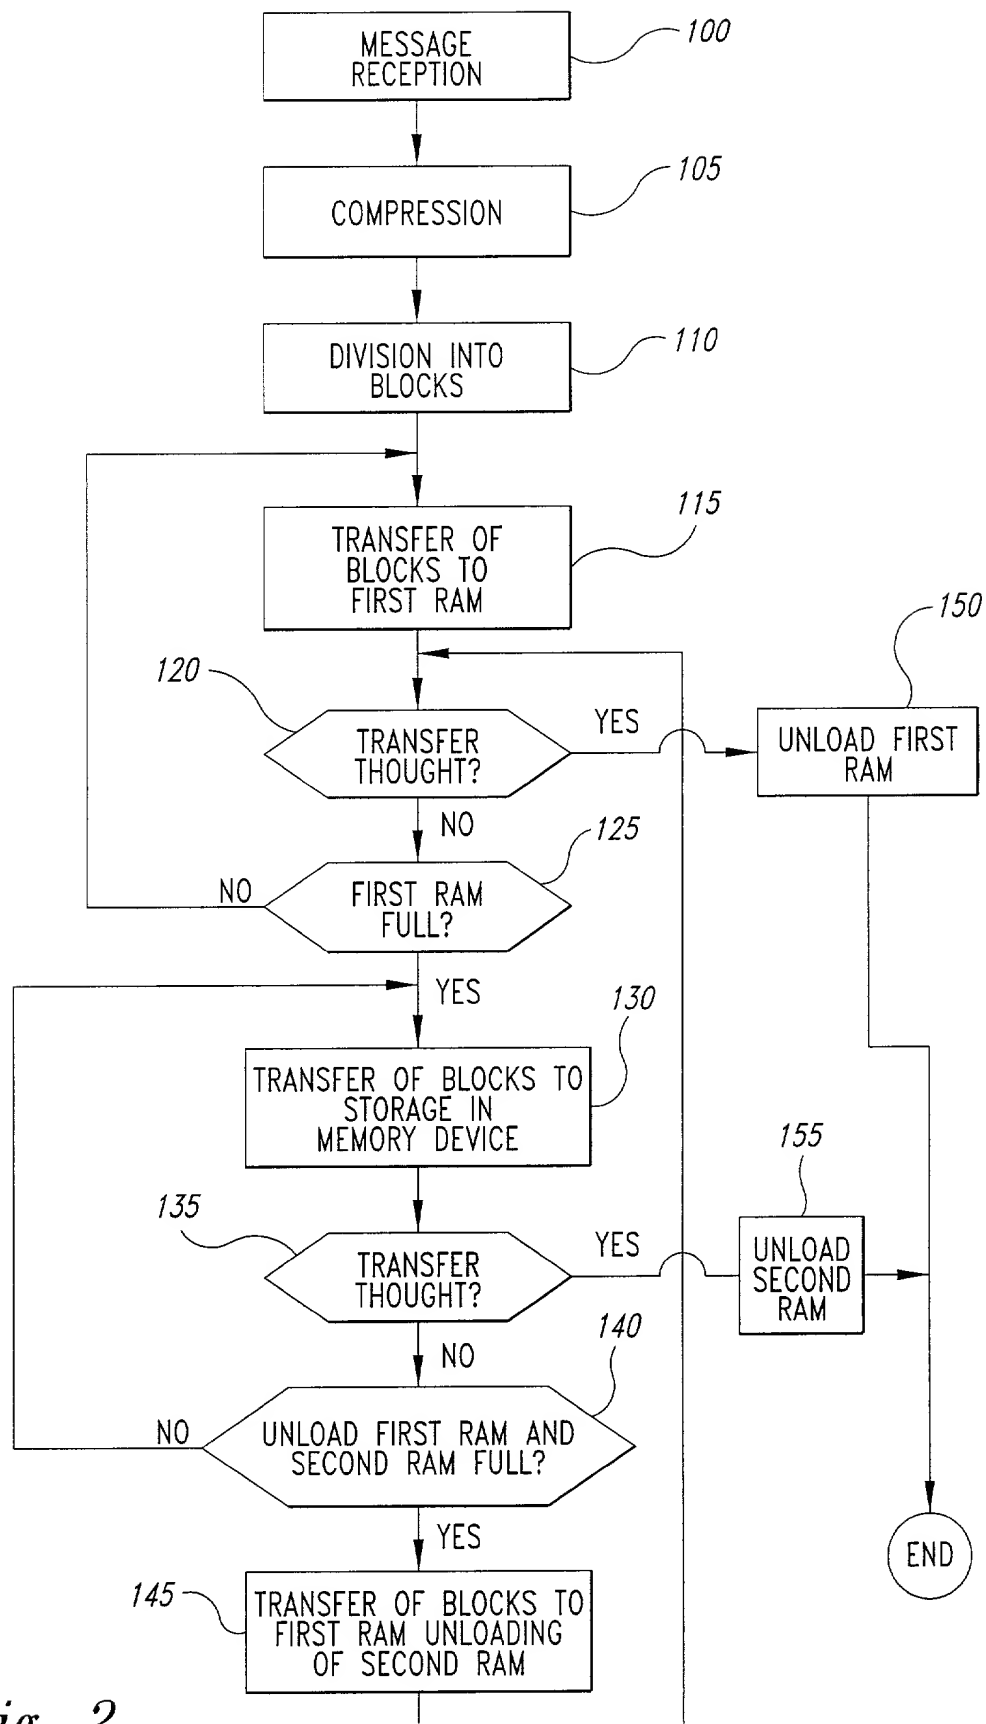 MESSAGE
RECEPTION
100
COMPRESSION
105
DIVISION INTO
BLOCKS
110
TRANSFER OF
BLOCKS TO
FIRST RAM
115
120
TRANSFER
THOUGHT?
YES
150
UNLOAD FIRST
RAM
NO
125
FIRST RAM
FULL?
NO
YES
130
TRANSFER OF BLOCKS TO
STORAGE IN
MEMORY DEVICE
135
TRANSFER
THOUGHT?
YES
155
UNLOAD
SECOND
RAM
NO
140
UNLOAD FIRST RAM AND
SECOND RAM FULL?
NO
YES
END
145
TRANSFER OF BLOCKS TO
FIRST RAM UNLOADING
OF SECOND RAM
ig. 2